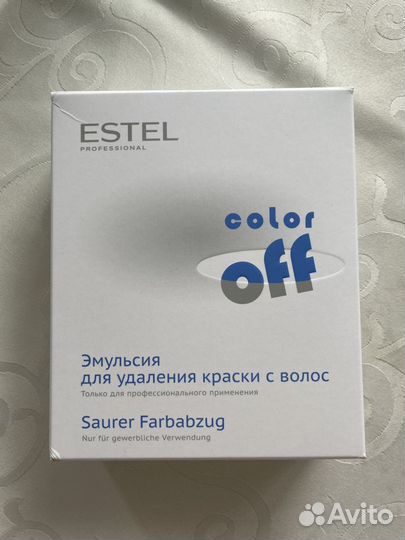 ESTEL
PROFESSIONAL
color
off
Эмульсия
для удаления краски с волос
Только для профессионального применения
Saurer Farbabzug
Nur für gewerbliche Verwendung
Avito